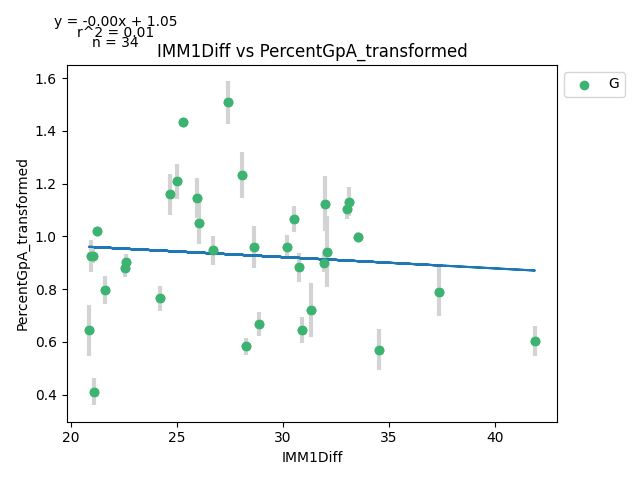 y = -0.00x + 1.05
r^2 = 0.01
n = 34
IMM1Diff vs PercentGpA_transformed
G
1.6
1.4
1.2
1.0
0.8
0.6
0.4
PercentGpA_transformed
20 25 30 35 40
IMM1Diff